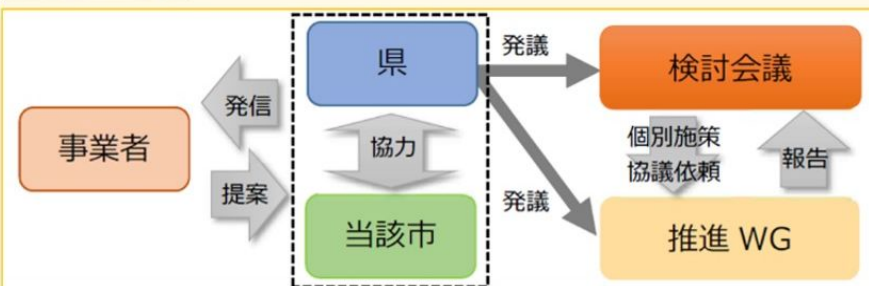 県
発議
検討会議
発信
事業者
協力
個別施策
協議依頼
報告
提案
発議
当該市
推進 WG